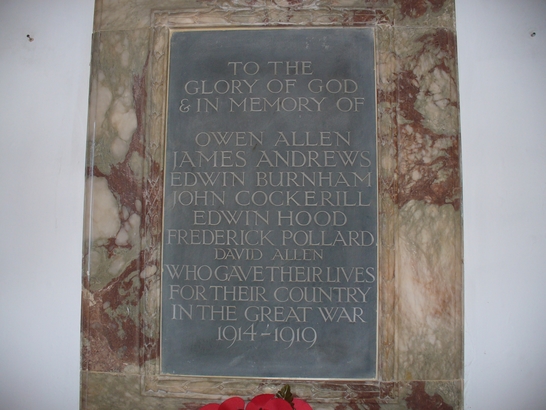 TO THE
GLORY OF GOD
& IN MEMORY OF
OWEN ALLEN
JAMES ANDREWS
EDWIN BURNHAM
JOHN COCKERILL
EDWIN HOOD
FREDERICK POLLARD
DAVID ALLEN
WHO GAVE THEIR LIVES
FOR THEIR COUNTRY
IN THE GREAT WAR
1914-1919